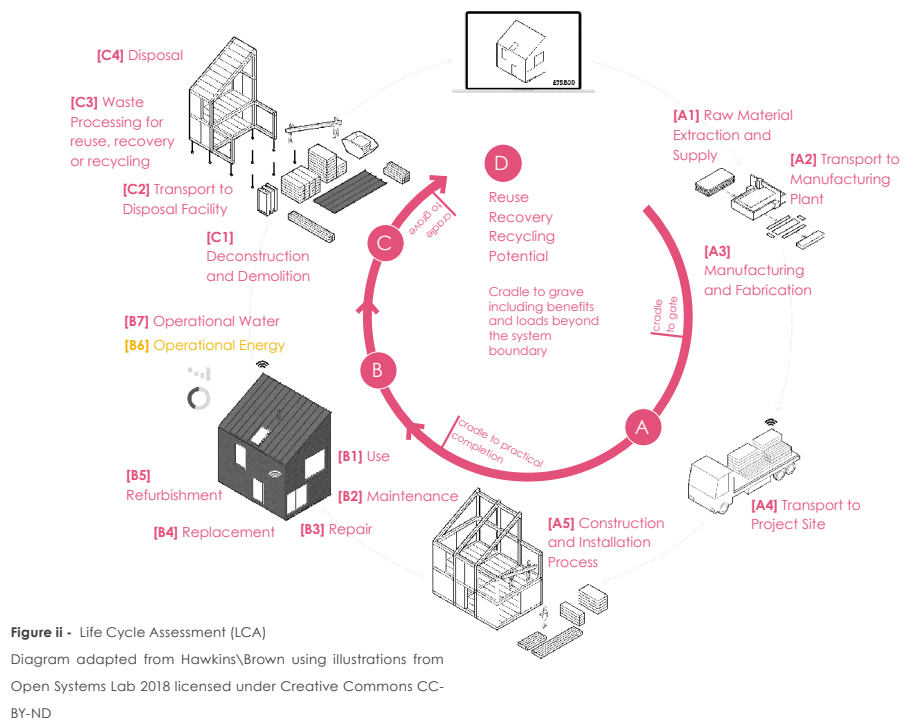 £75,500
[C4] Disposal
[C3] Waste
Processing for
reuse, recovery
or recycling
[C2] Transport to
Disposal Facility
[C1]
Deconstruction
and Demolition
[A1] Raw Material
Extraction and
Supply
[A2] Transport to
Manufacturing
Plant
[A3]
Manufacturing
and Fabrication
D
Reuse
Recovery
Recycling
Potential
Cradle to grave
including benefits
and loads beyond
the system
boundary
cradle
to grave
C
cradle
to gate
B
A
cradle to practical
completion
[B7] Operational Water
[B6] Operational Energy
[B1] Use
[B2] Maintenance
[B3] Repair
[B4] Replacement
[B5]
Refurbishment
[A5] Construction
and Installation
Process
[A4] Transport to
Project Site
Figure ii - Life Cycle Assessment (LCA)
Diagram adapted from Hawkins\Brown using illustrations from
Open Systems Lab 2018 licensed under Creative Commons CC-
BY-ND